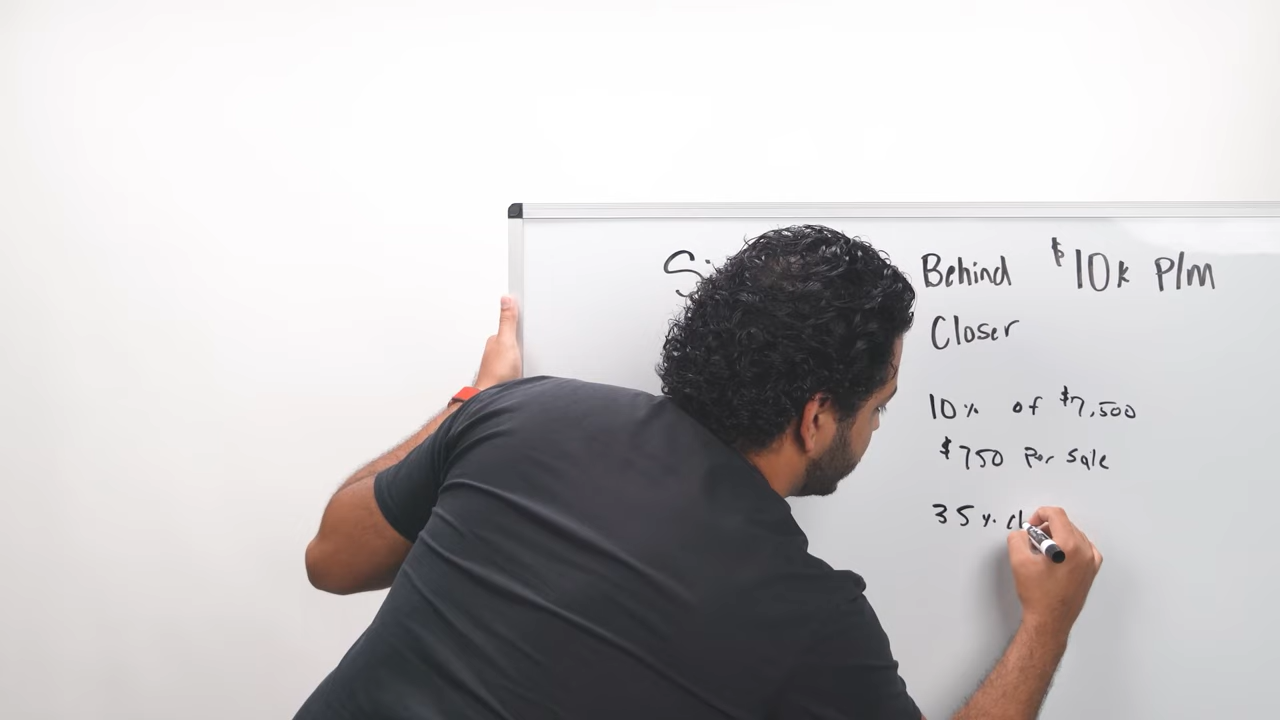 Behind $10k P/m
Closer
10% of $7,500
$750 Per Sale
35% cl